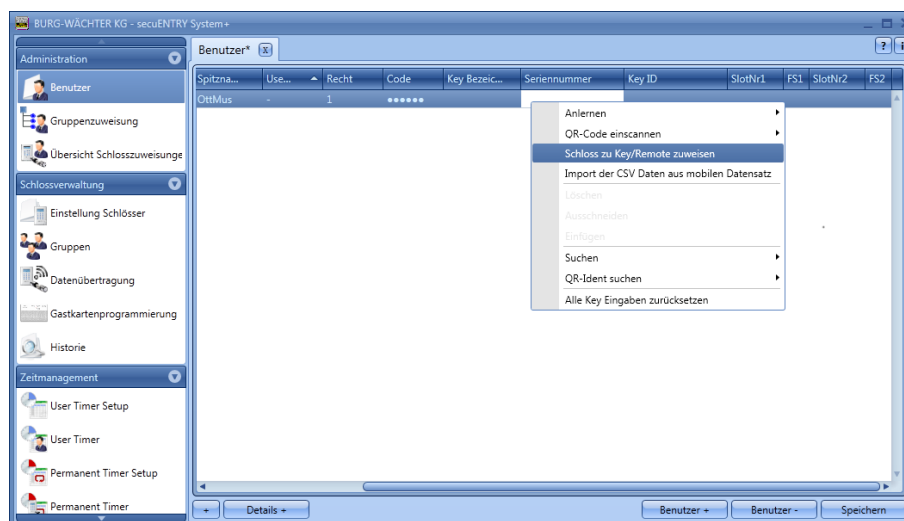 BURG-WÄCHTER KG - secuENTRY System+
Administration
Benutzer
Gruppenzuweisung
Übersicht Schlosszuweisunge
Schlossverwaltung
Einstellung Schlösser
Gruppen
Datenübertragung
Gastkartenprogrammierung
Historie
Zeitmanagement
User Timer Setup
User Timer
Permanent Timer Setup
Permanent Timer
Benutzer* x
? i
Spitzna... Use... Recht Code Key Bezeic... Seriennummer Key ID SlotNr1 FS1 SlotNr2 FS2
OttMus - 1 ●●●●●●
Anlernen
QR-Code einscannen
Schloss zu Key/Remote zuweisen
Import der CSV Daten aus mobilen Datensatz
Löschen
Ausschneiden
Einfügen
Suchen
QR-Ident suchen
Alle Key Eingaben zurücksetzen
+ Details + Benutzer + Benutzer - Speichern